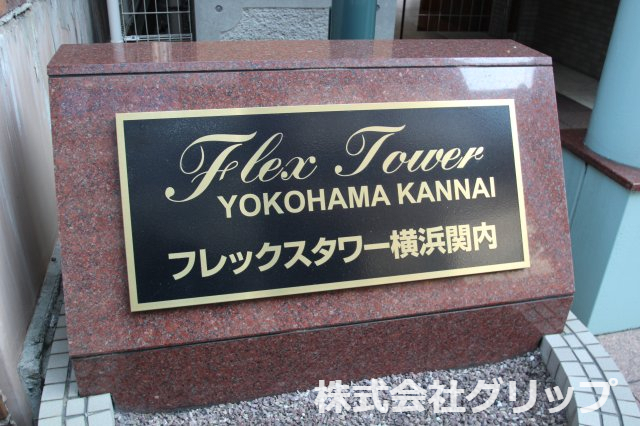 Flex Tower
YOKOHAMA KANNAI
フレックスタワー横浜関内
株式会社グリップ